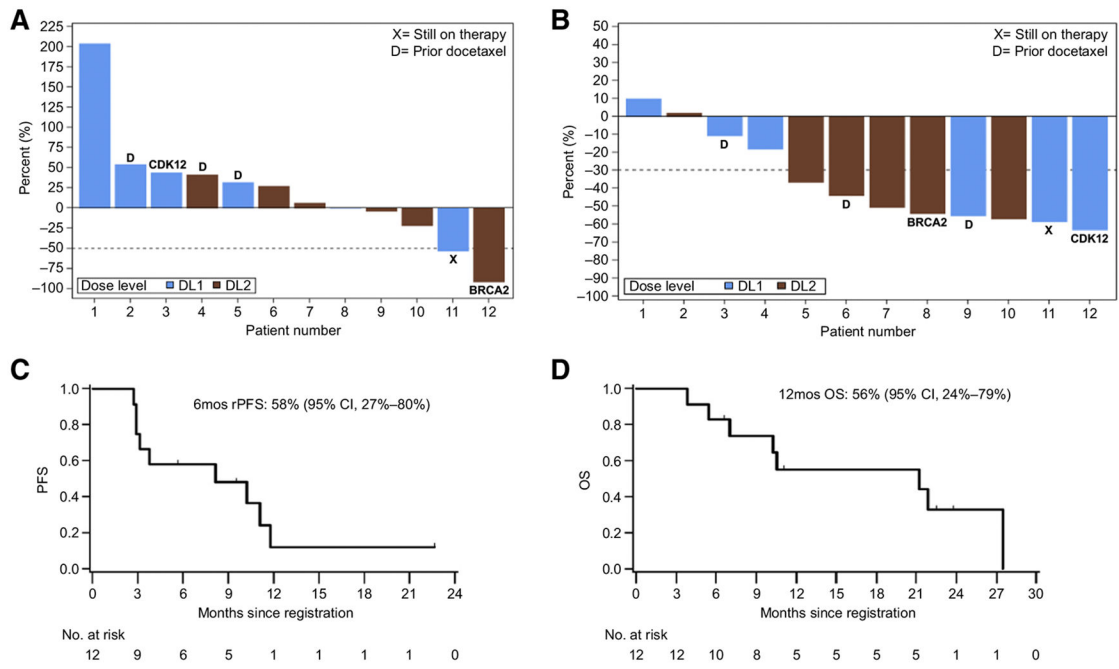 A
X= Still on therapy
D= Prior docetaxel
Percent (%)
225
200
175
150
125
100
75
50
25
0
−25
−50
−75
−100
D
CDK12
D
D
X
BRCA2
Dose level DL1 DL2
1 2 3 4 5 6 7 8 9 10 11 12
Patient number
B
X= Still on therapy
D= Prior docetaxel
Percent (%)
50
40
30
20
10
0
−10
−20
−30
−40
−50
−60
−70
−80
−90
−100
D
D
BRCA2
D
X
CDK12
Dose level DL1 DL2
1 2 3 4 5 6 7 8 9 10 11 12
Patient number
C
6mos rPFS: 58% (95% CI, 27%–80%)
PFS
1.0
0.8
0.6
0.4
0.2
0.0
0 3 6 9 12 15 18 21 24
Months since registration
No. at risk
12 9 6 5 1 1 1 1 0
D
12mos OS: 56% (95% CI, 24%–79%)
OS
1.0
0.8
0.6
0.4
0.2
0.0
0 3 6 8 12 12 15 21 21 27 30
Months since registration
No. at risk
12 12 10 8 5 5 5 5 1 1 0